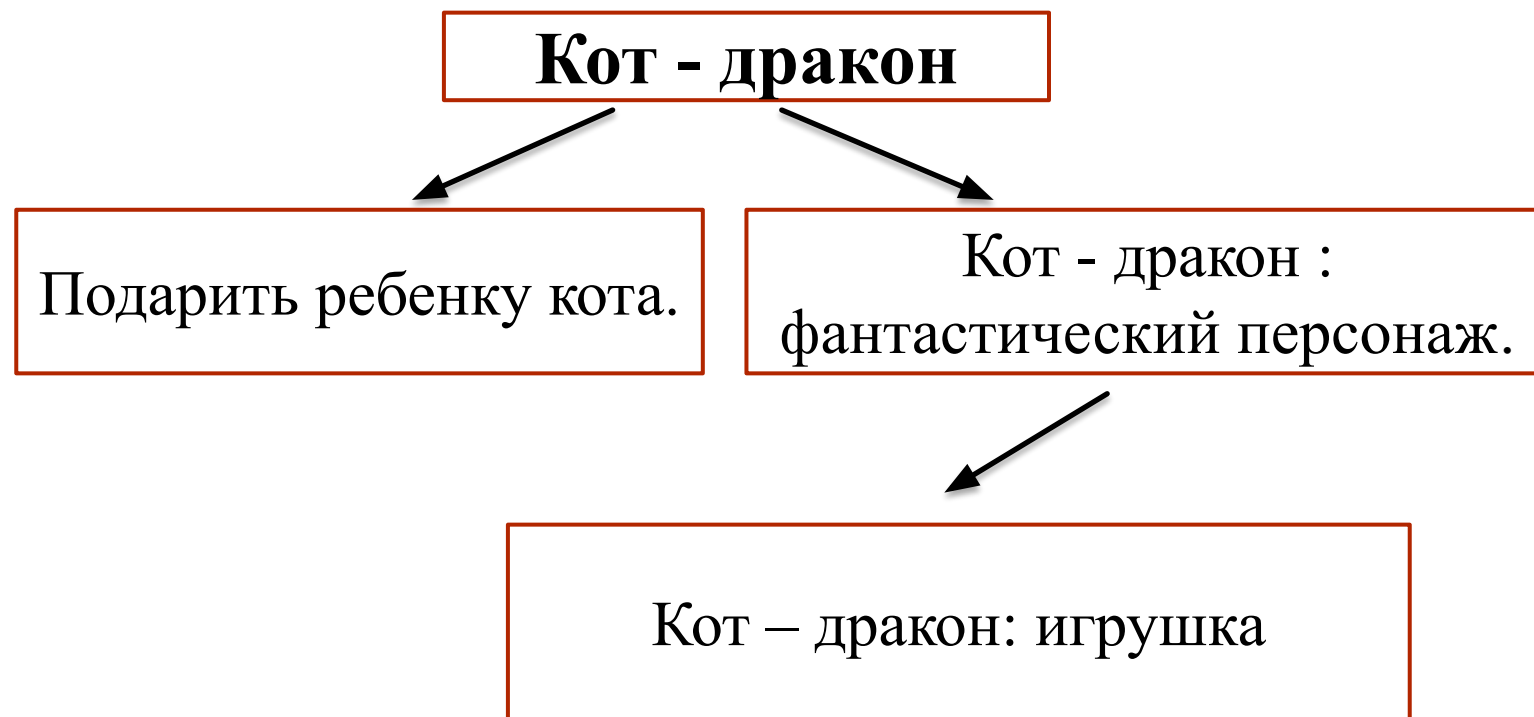 Кот - дракон
Подарить ребенку кота.
Кот - дракон :
фантастический персонаж.
Кот – дракон: игрушка